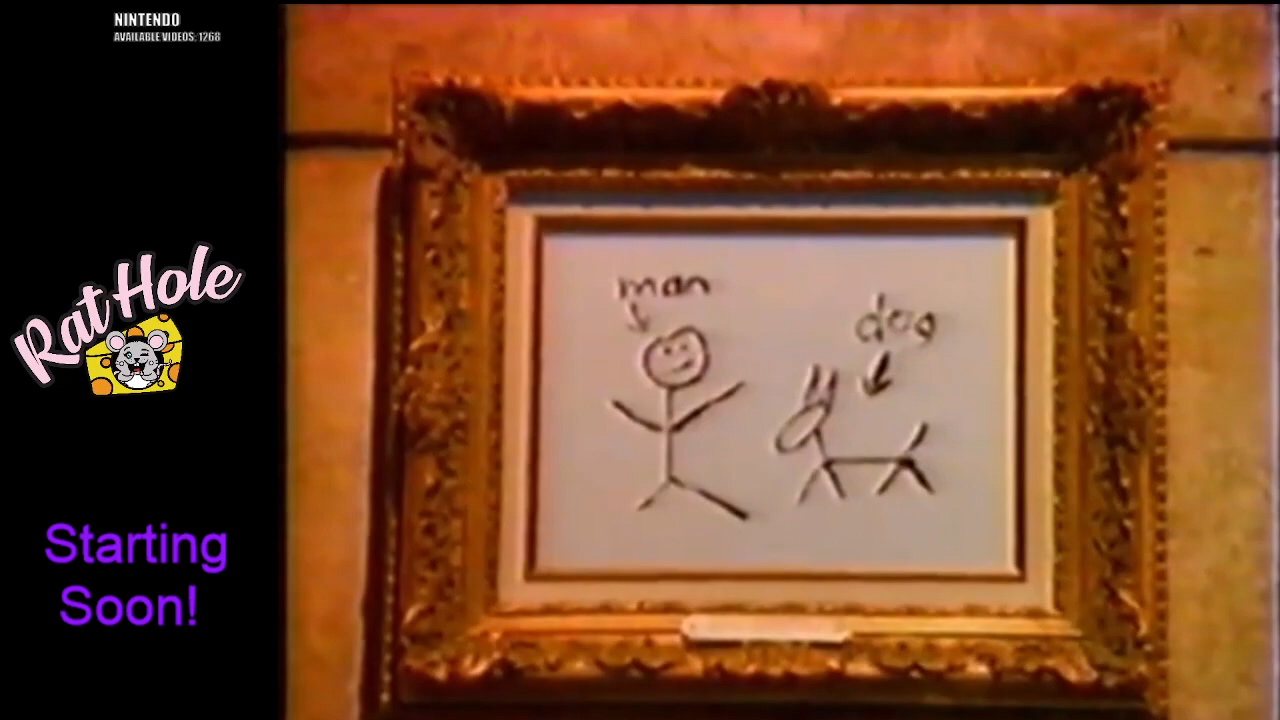 NINTENDO
AVAILABLE VIDEOS: 1268
Rat Hole
Starting
Soon!
man
dog